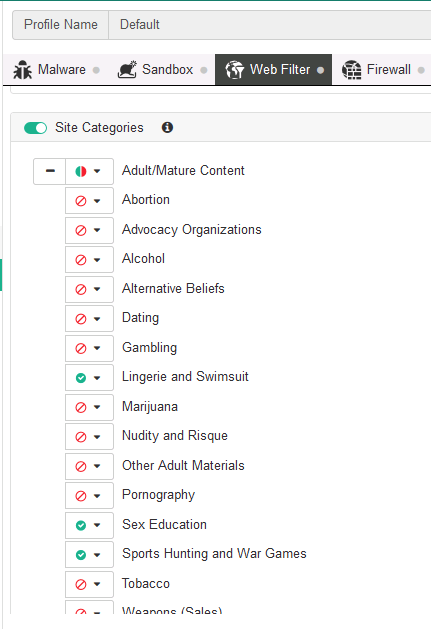 Profile Name Default
Malware Sandbox Web Filter Firewall
Site Categories
Adult/Mature Content
Abortion
Advocacy Organizations
Alcohol
Alternative Beliefs
Dating
Gambling
Lingerie and Swimsuit
Marijuana
Nudity and Risque
Other Adult Materials
Pornography
Sex Education
Sports Hunting and War Games
Tobacco
Weapons (Sales)